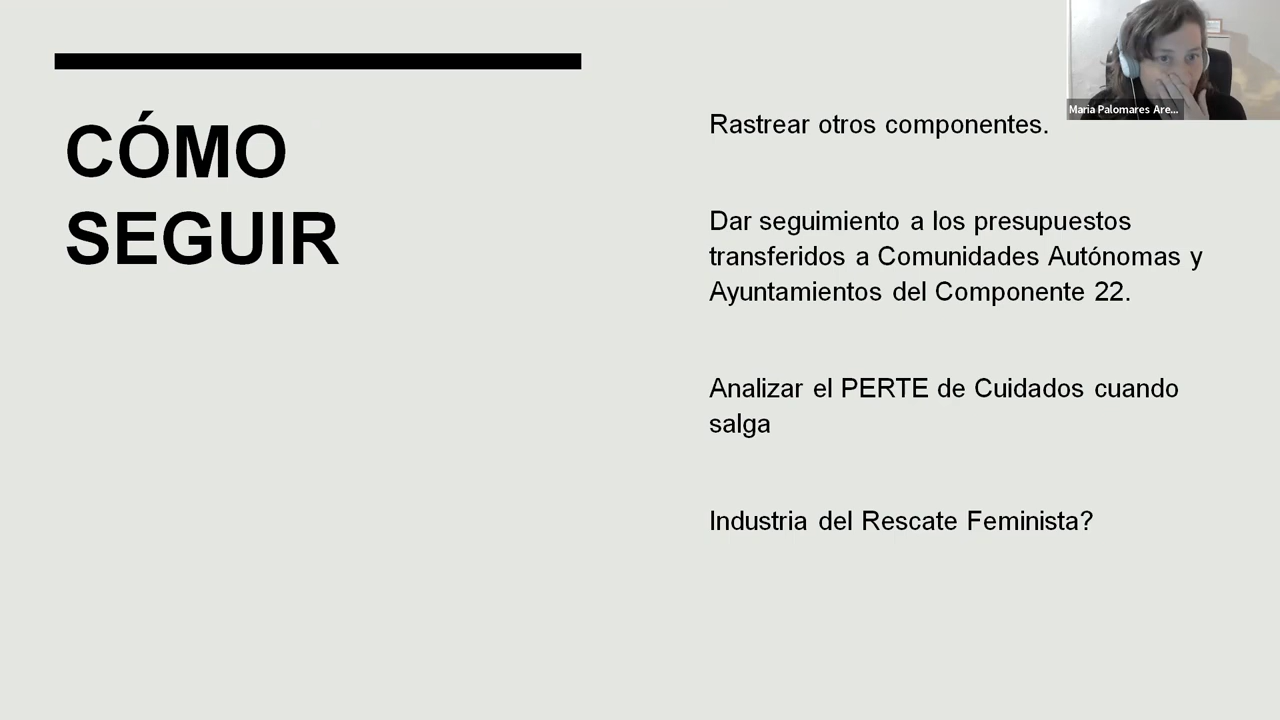 CÓMO
SEGUIR
Rastrear otros componentes.
Dar seguimiento a los presupuestos
transferidos a Comunidades Autónomas y
Ayuntamientos del Componente 22.
Analizar el PERTE de Cuidados cuando
salga
Industria del Rescate Feminista?
Maria Palomares Are...